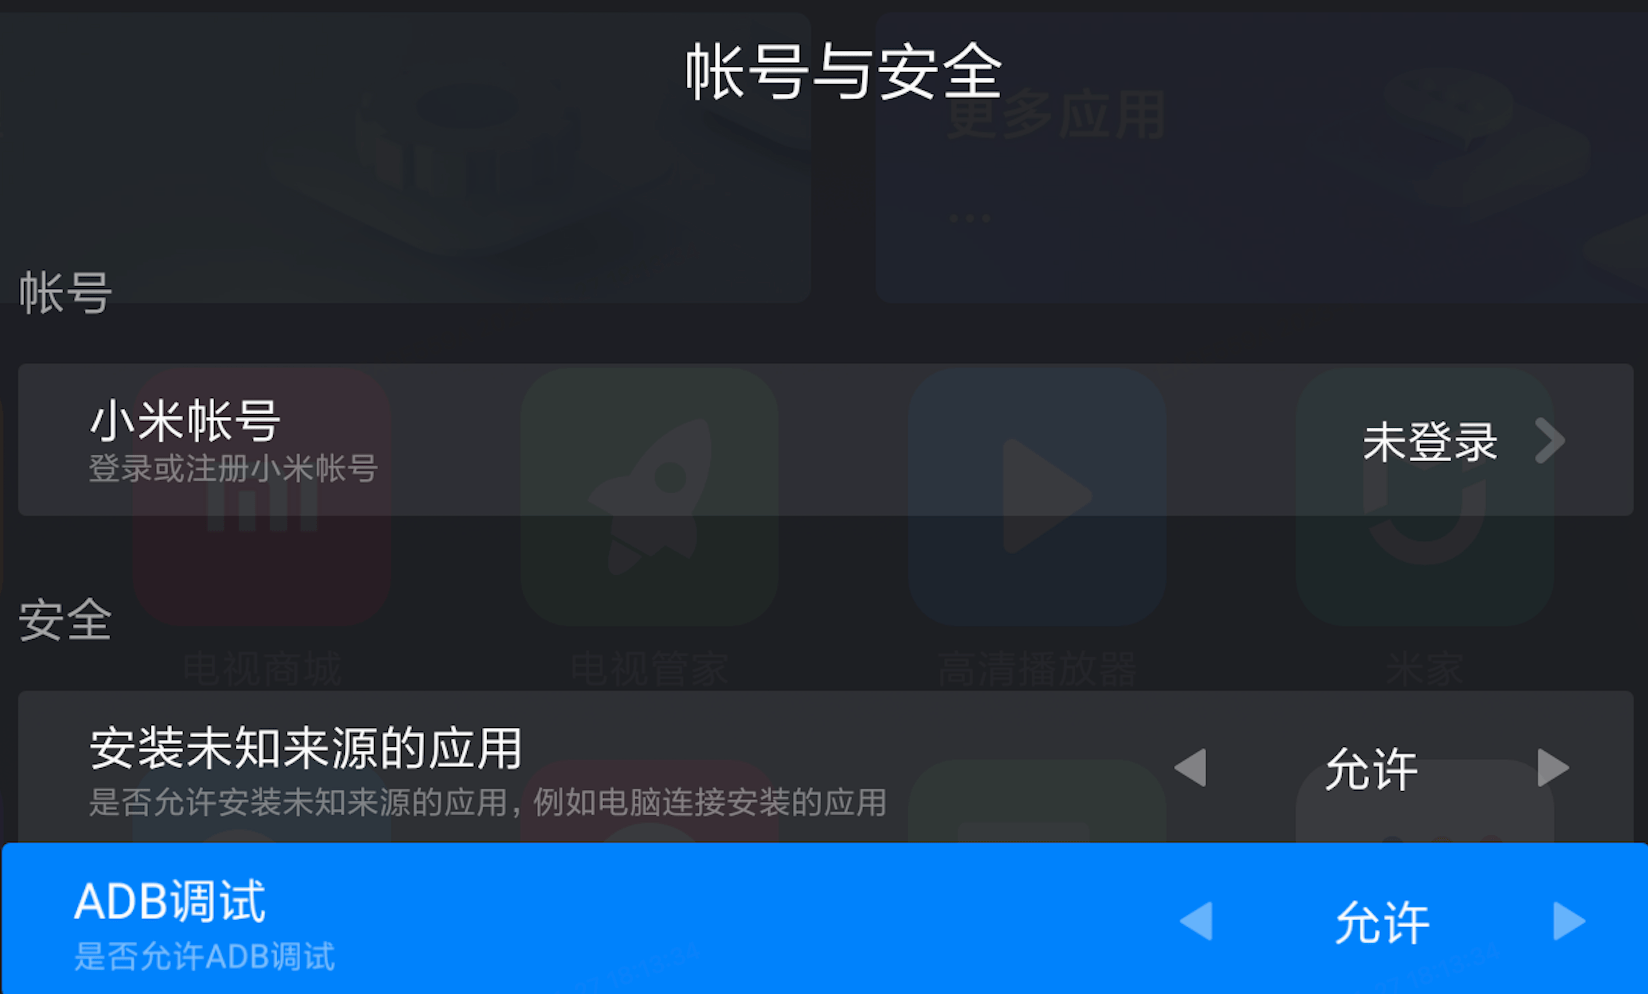 帐号与安全
更多应用
...
帐号
小米帐号
登录或注册小米帐号
未登录
安全
电视商城
电视管家
高清播放器
米家
安装未知来源的应用
是否允许安装未知来源的应用，例如电脑连接安装的应用
允许
ADB调试
是否允许ADB调试
允许